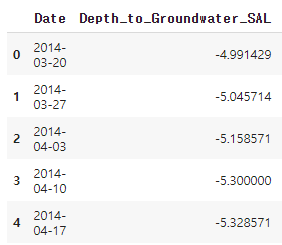 Date Depth_to_Groundwater_SAL
0 2014-03-20 -4.991429
1 2014-03-27 -5.045714
2 2014-04-03 -5.158571
3 2014-04-10 -5.300000
4 2014-04-17 -5.328571